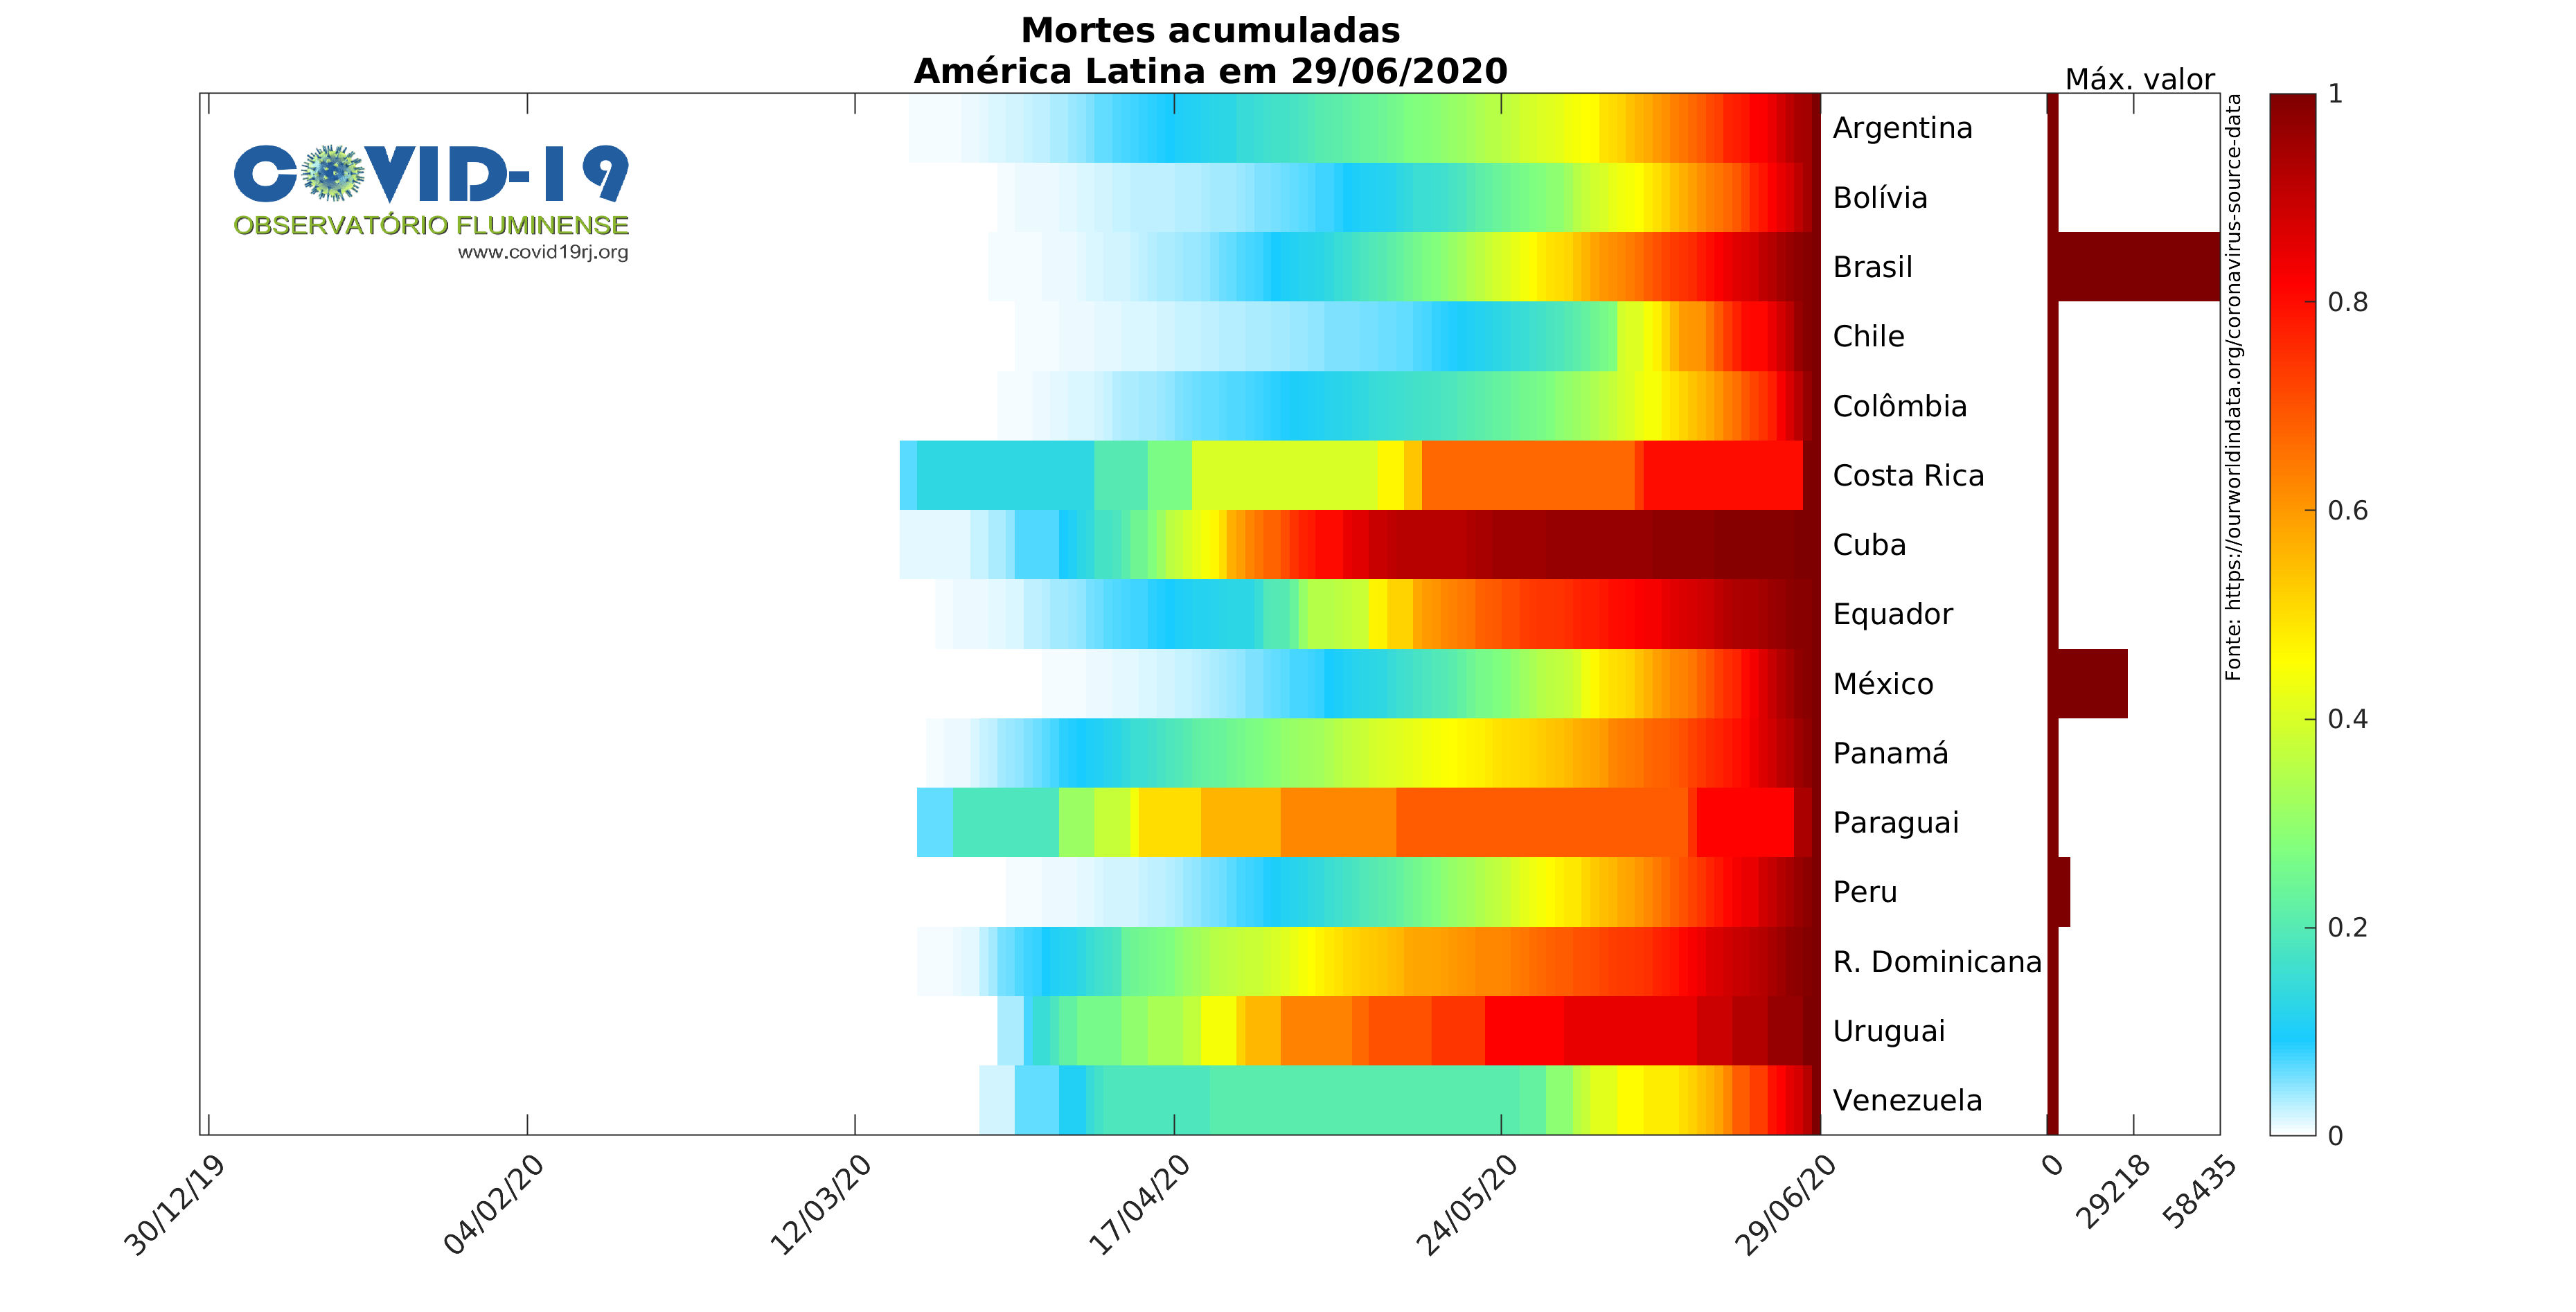 Mortes acumuladas
América Latina em 29/06/2020
Máx. valor
COVID-19
OBSERVATÓRIO FLUMINENSE
www.covid19rj.org
Argentina
Bolívia
Brasil
Chile
Colômbia
Costa Rica
Cuba
Equador
México
Panamá
Paraguai
Peru
R. Dominicana
Uruguai
Venezuela
Fonte: https://ourworldindata.org/coronavirus-source-data
1
0.8
0.6
0.4
0.2
0
30/12/19
04/02/20
12/03/20
17/04/20
24/05/20
29/06/20
0
29218
58435